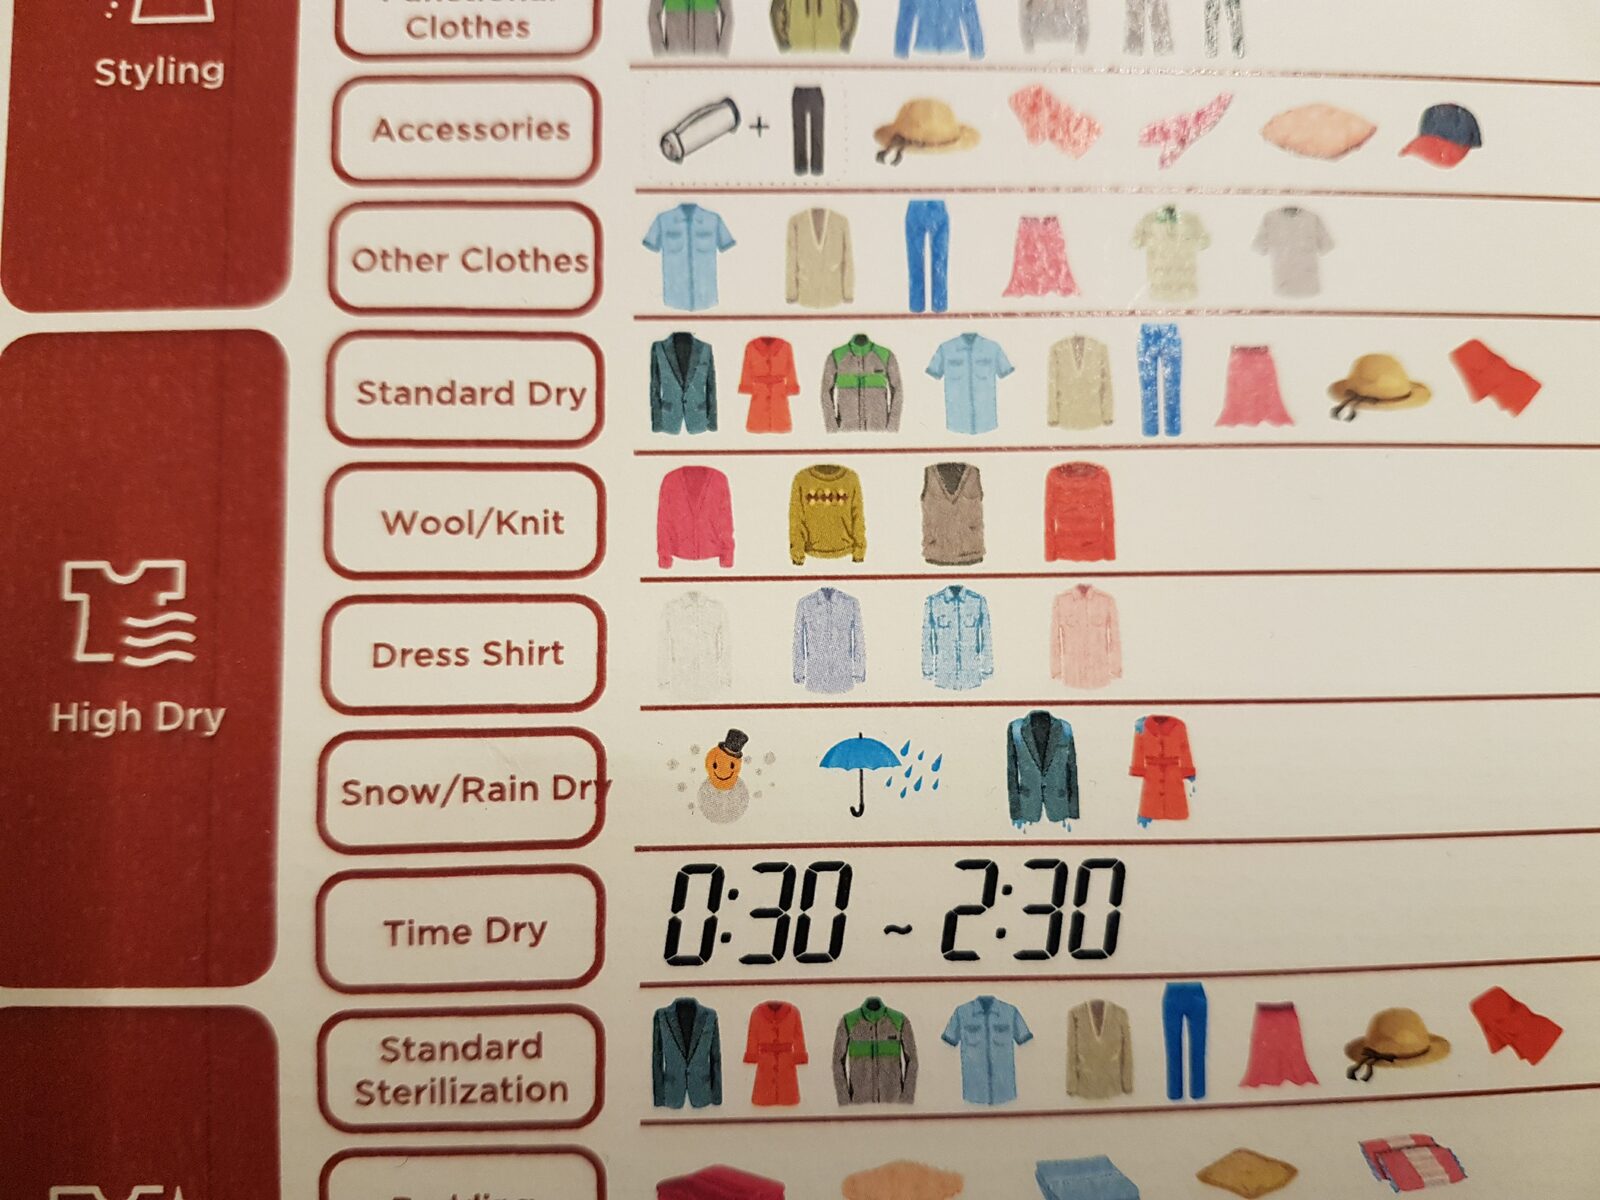 Clothes
Styling
Accessories
+
Other Clothes
Standard Dry
Wool/Knit
Dress Shirt
High Dry
Snow/Rain Dry
Time Dry
0:30 ~ 2:30
Standard
Sterilization